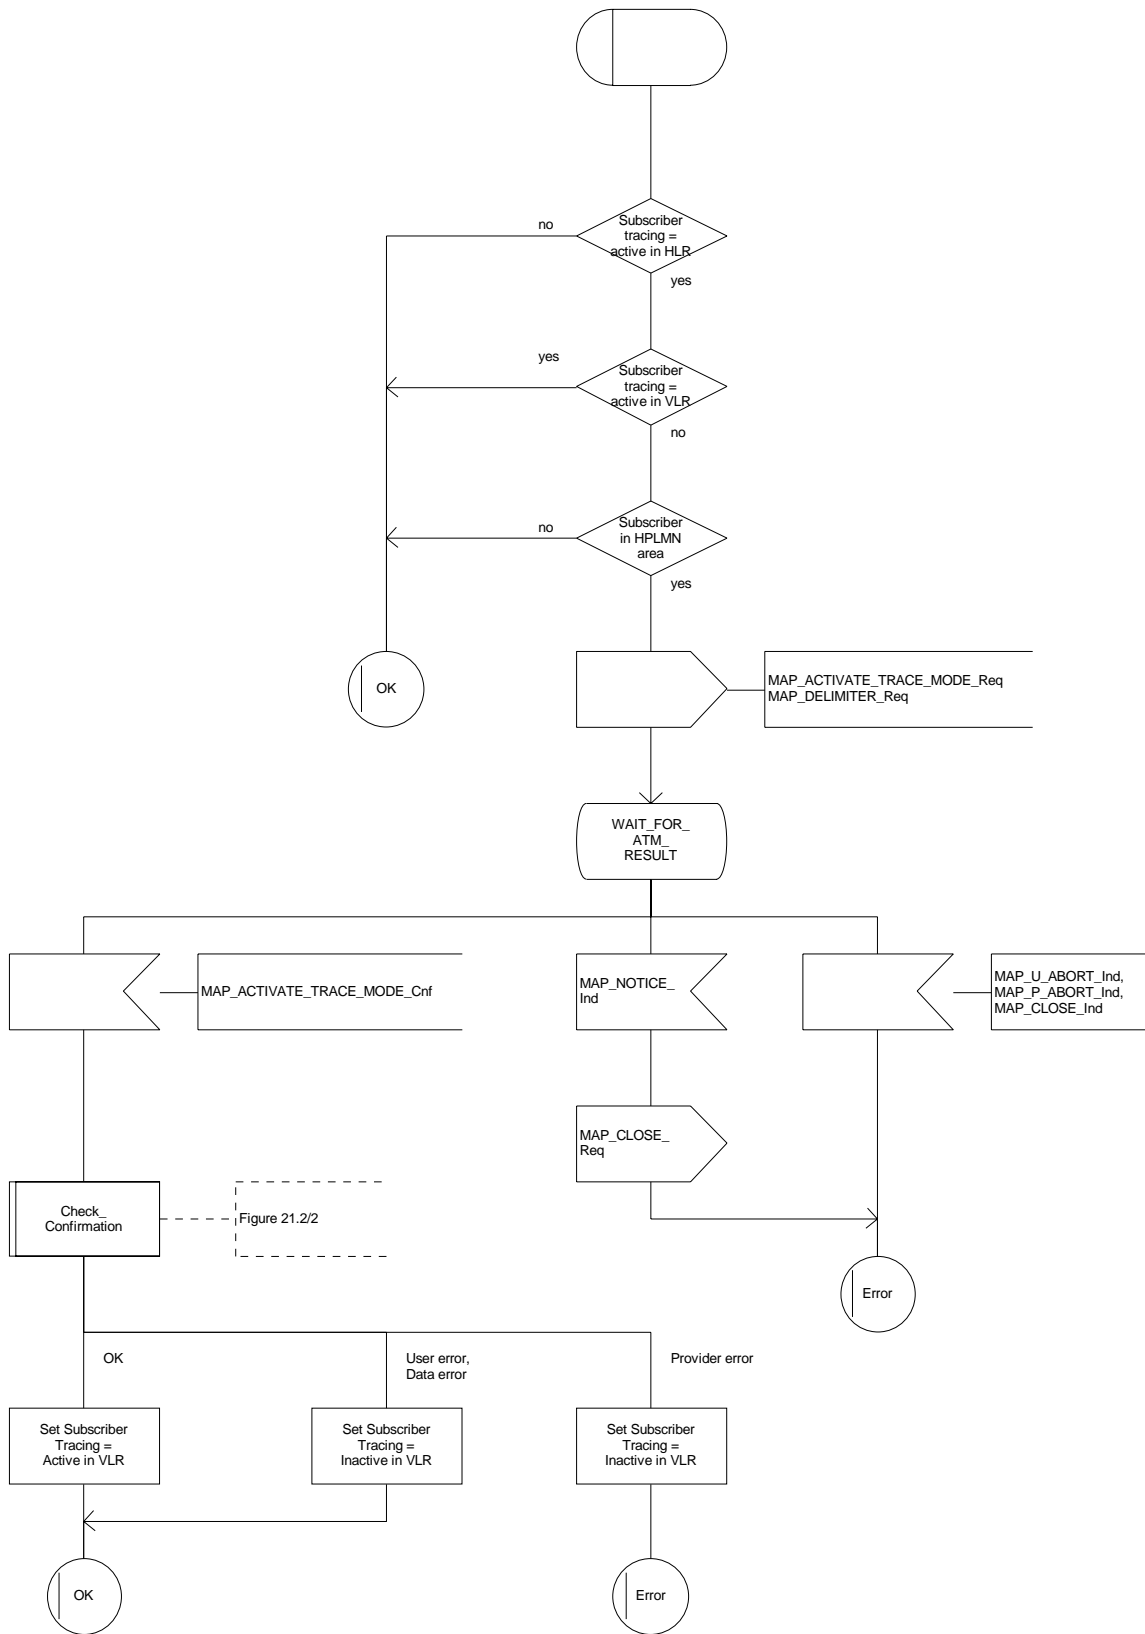 Subscriber
tracing =
active in HLR
no
yes
Subscriber
tracing =
active in VLR
yes
no
Subscriber
in HPLMN
area
no
yes
OK
MAP_ACTIVATE_TRACE_MODE_Req
MAP_DELIMITER_Req
WAIT_FOR_
ATM_
RESULT
MAP_ACTIVATE_TRACE_MODE_Cnf
MAP_NOTICE_
Ind
MAP_U_ABORT_Ind,
MAP_P_ABORT_Ind,
MAP_CLOSE_Ind
MAP_CLOSE_
Req
Check_
Confirmation
Figure 21.2/2
Error
OK
User error,
Data error
Provider error
Set Subscriber
Tracing =
Active in VLR
Set Subscriber
Tracing =
Inactive in VLR
Set Subscriber
Tracing =
Inactive in VLR
OK
Error